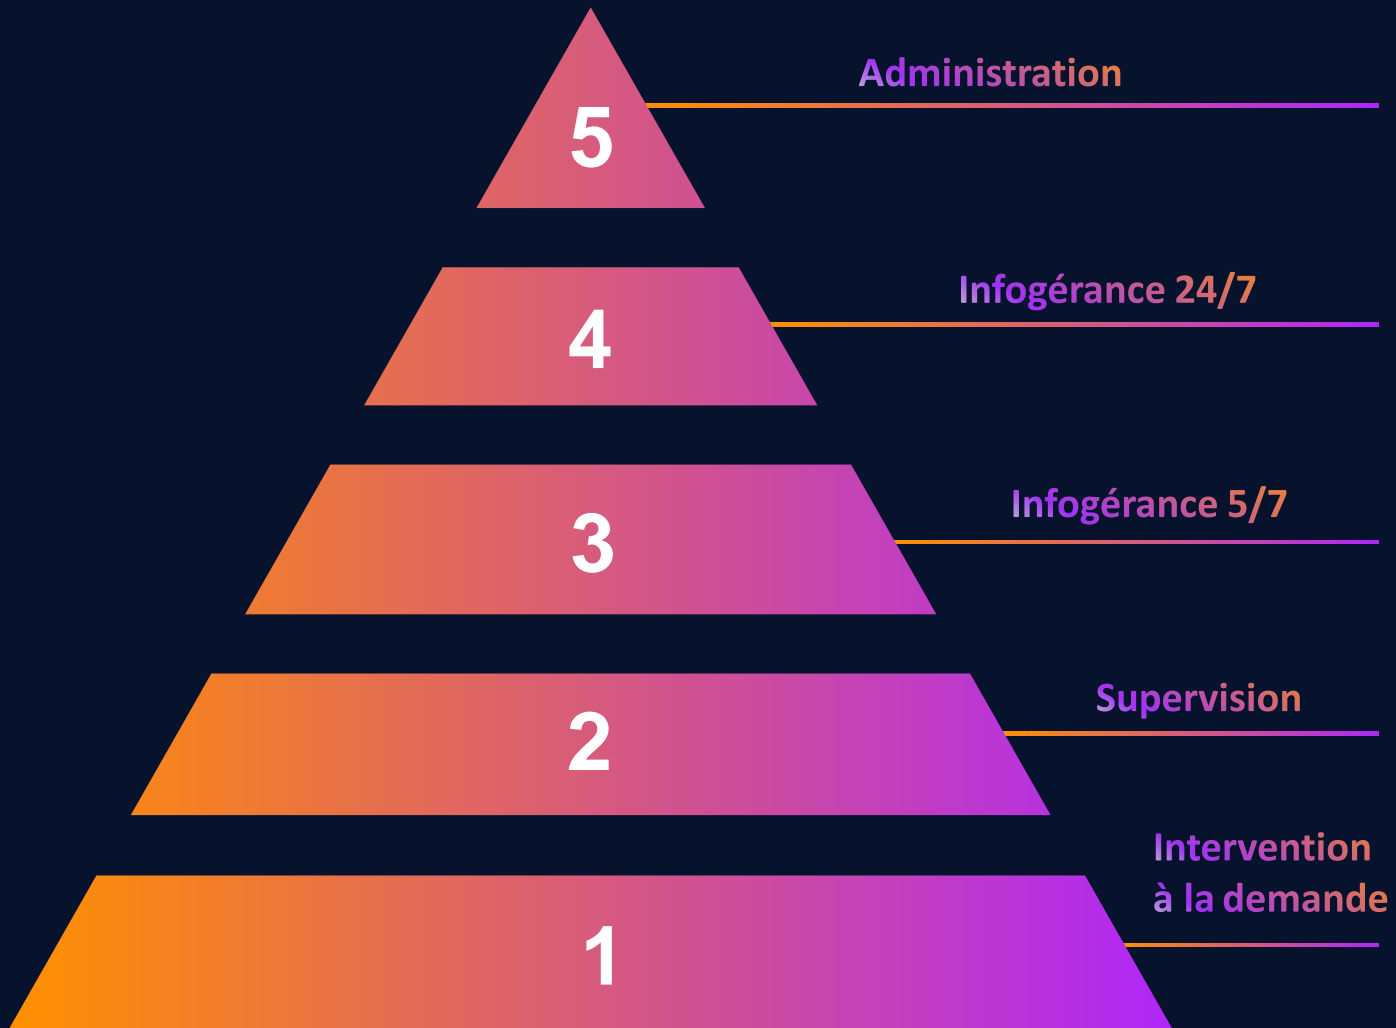 Administration
5
Infogérance 24/7
4
Infogérance 5/7
3
Supervision
2
Intervention
à la demande
1